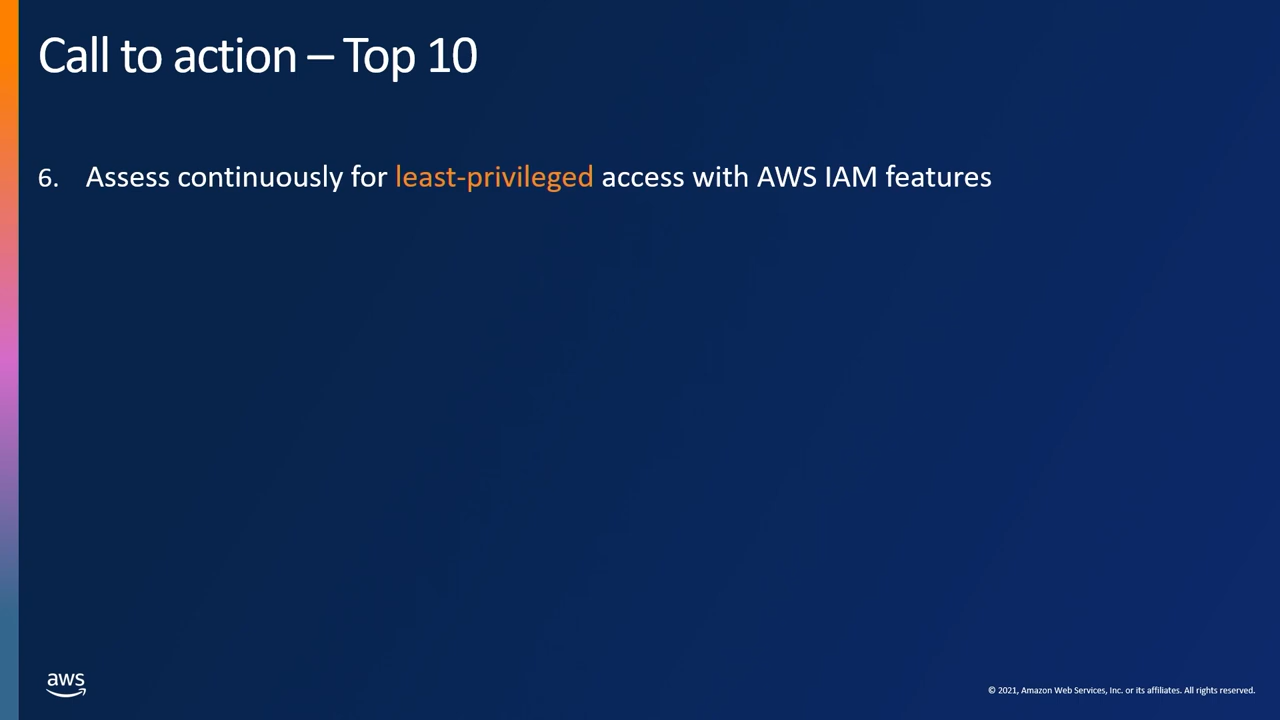 Call to action – Top 10
6. Assess continuously for least-privileged access with AWS IAM features
aws
© 2021, Amazon Web Services, Inc. or its affiliates. All rights reserved.